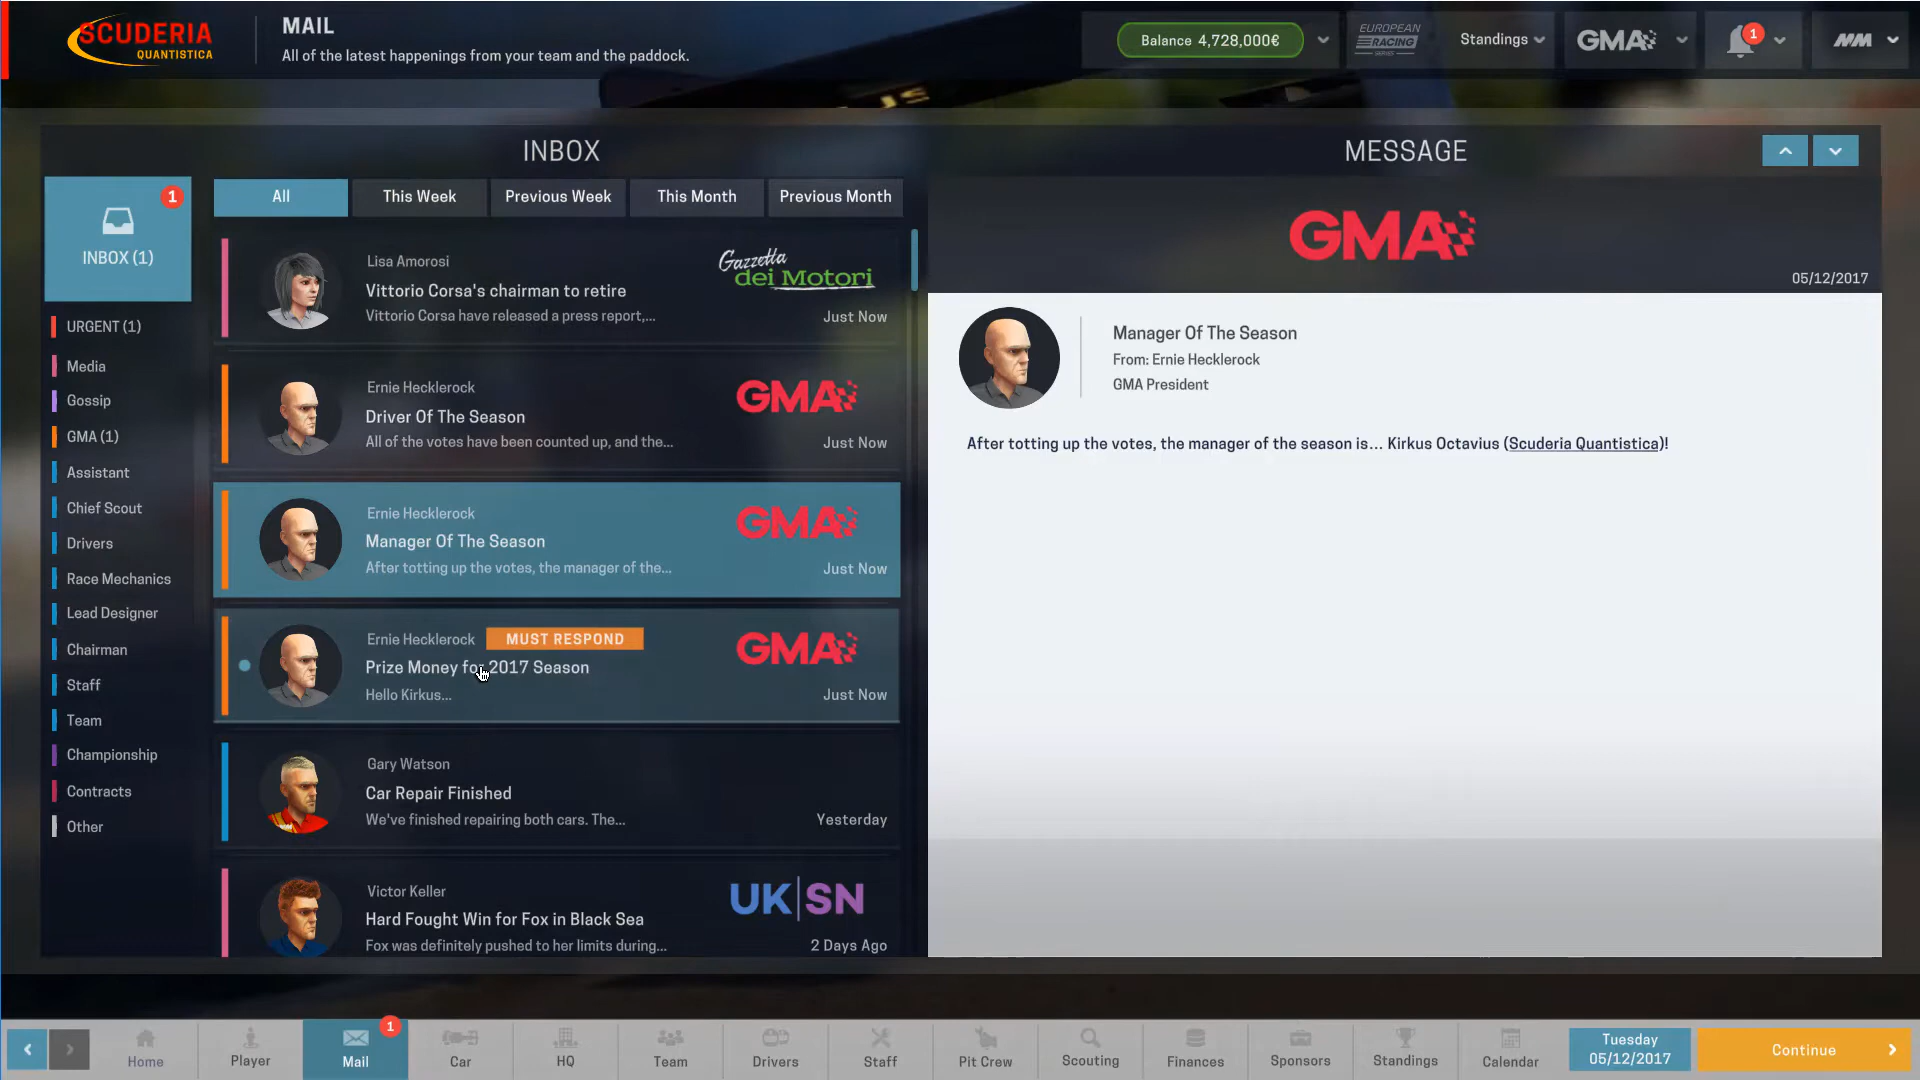 SCUDERIA
QUANTISTICA
MAIL
All of the latest happenings from your team and the paddock.
Balance 4,728,000€
EUROPEAN
RACING
SERIES
Standings
GMA
1
MM
INBOX
MESSAGE
1
INBOX (1)
All
This Week
Previous Week
This Month
Previous Month
URGENT (1)
Media
Gossip
GMA (1)
Assistant
Chief Scout
Drivers
Race Mechanics
Lead Designer
Chairman
Staff
Team
Championship
Contracts
Other
Lisa Amorosi
Vittorio Corsa's chairman to retire
Vittorio Corsa have released a press report,...
Gazzetta
dei Motori
Just Now
Ernie Hecklerock
Driver Of The Season
All of the votes have been counted up, and the...
GMA
Just Now
Ernie Hecklerock
Manager Of The Season
After totting up the votes, the manager of the...
GMA
Just Now
Ernie Hecklerock
MUST RESPOND
Prize Money for 2017 Season
Hello Kirkus...
GMA
Just Now
Gary Watson
Car Repair Finished
We've finished repairing both cars. The...
Yesterday
Victor Keller
Hard Fought Win for Fox in Black Sea
Fox was definitely pushed to her limits during...
UK|SN
2 Days Ago
GMA
05/12/2017
Manager Of The Season
From: Ernie Hecklerock
GMA President
After totting up the votes, the manager of the season is... Kirkus Octavius (Scuderia Quantistica)!
Home
Player
1
Mail
Car
HQ
Team
Drivers
Staff
Pit Crew
Scouting
Finances
Sponsors
Standings
Calendar
Tuesday
05/12/2017
Continue